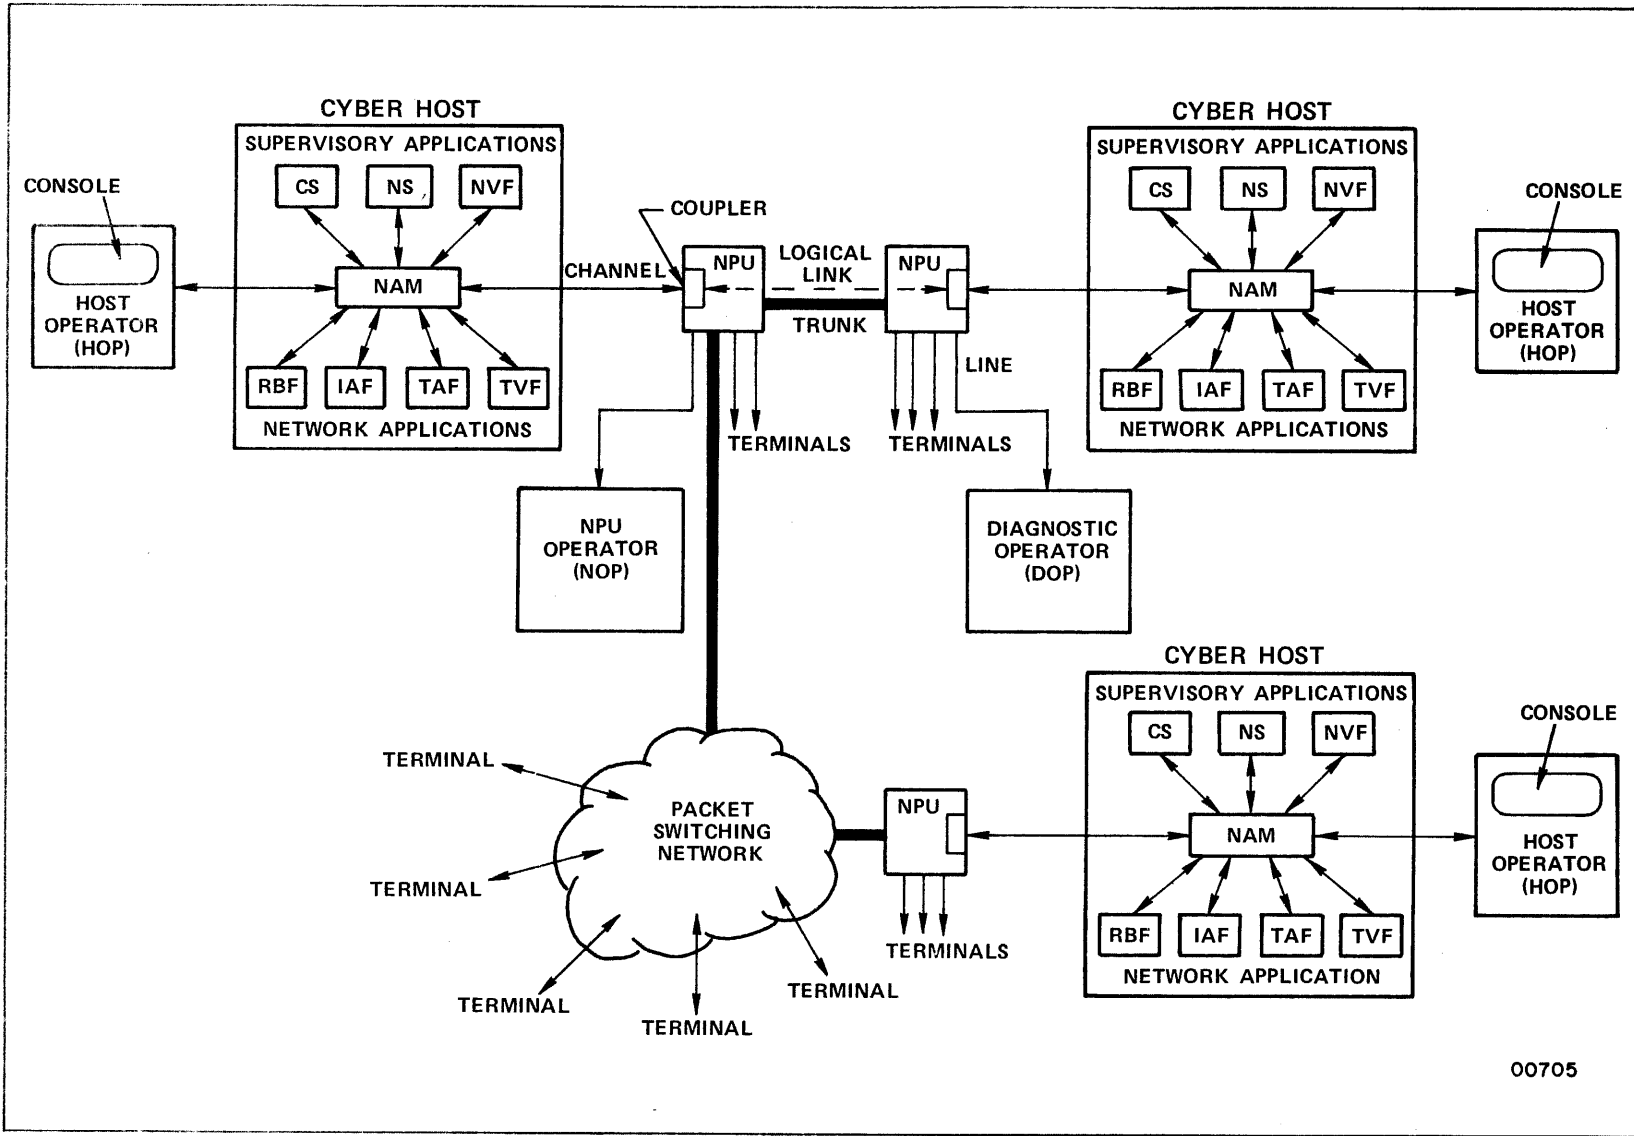 CYBER HOST
SUPERVISORY APPLICATIONS
CS
NS
NVF
NAM
RBF
IAF
TAF
TVF
NETWORK APPLICATIONS
CONSOLE
HOST
OPERATOR
(HOP)
CHANNEL
COUPLER
NPU
LOGICAL
LINK
TRUNK
NPU
LINE
TERMINALS
TERMINALS
CYBER HOST
SUPERVISORY APPLICATIONS
CS
NS
NVF
NAM
RBF
IAF
TAF
TVF
NETWORK APPLICATIONS
CONSOLE
HOST
OPERATOR
(HOP)
NPU
OPERATOR
(NOP)
DIAGNOSTIC
OPERATOR
(DOP)
CYBER HOST
SUPERVISORY APPLICATIONS
CS
NS
NVF
NAM
RBF
IAF
TAF
TVF
NETWORK APPLICATION
CONSOLE
HOST
OPERATOR
(HOP)
NPU
TERMINALS
PACKET
SWITCHING
NETWORK
TERMINAL
TERMINAL
TERMINAL
TERMINAL
TERMINAL
00705